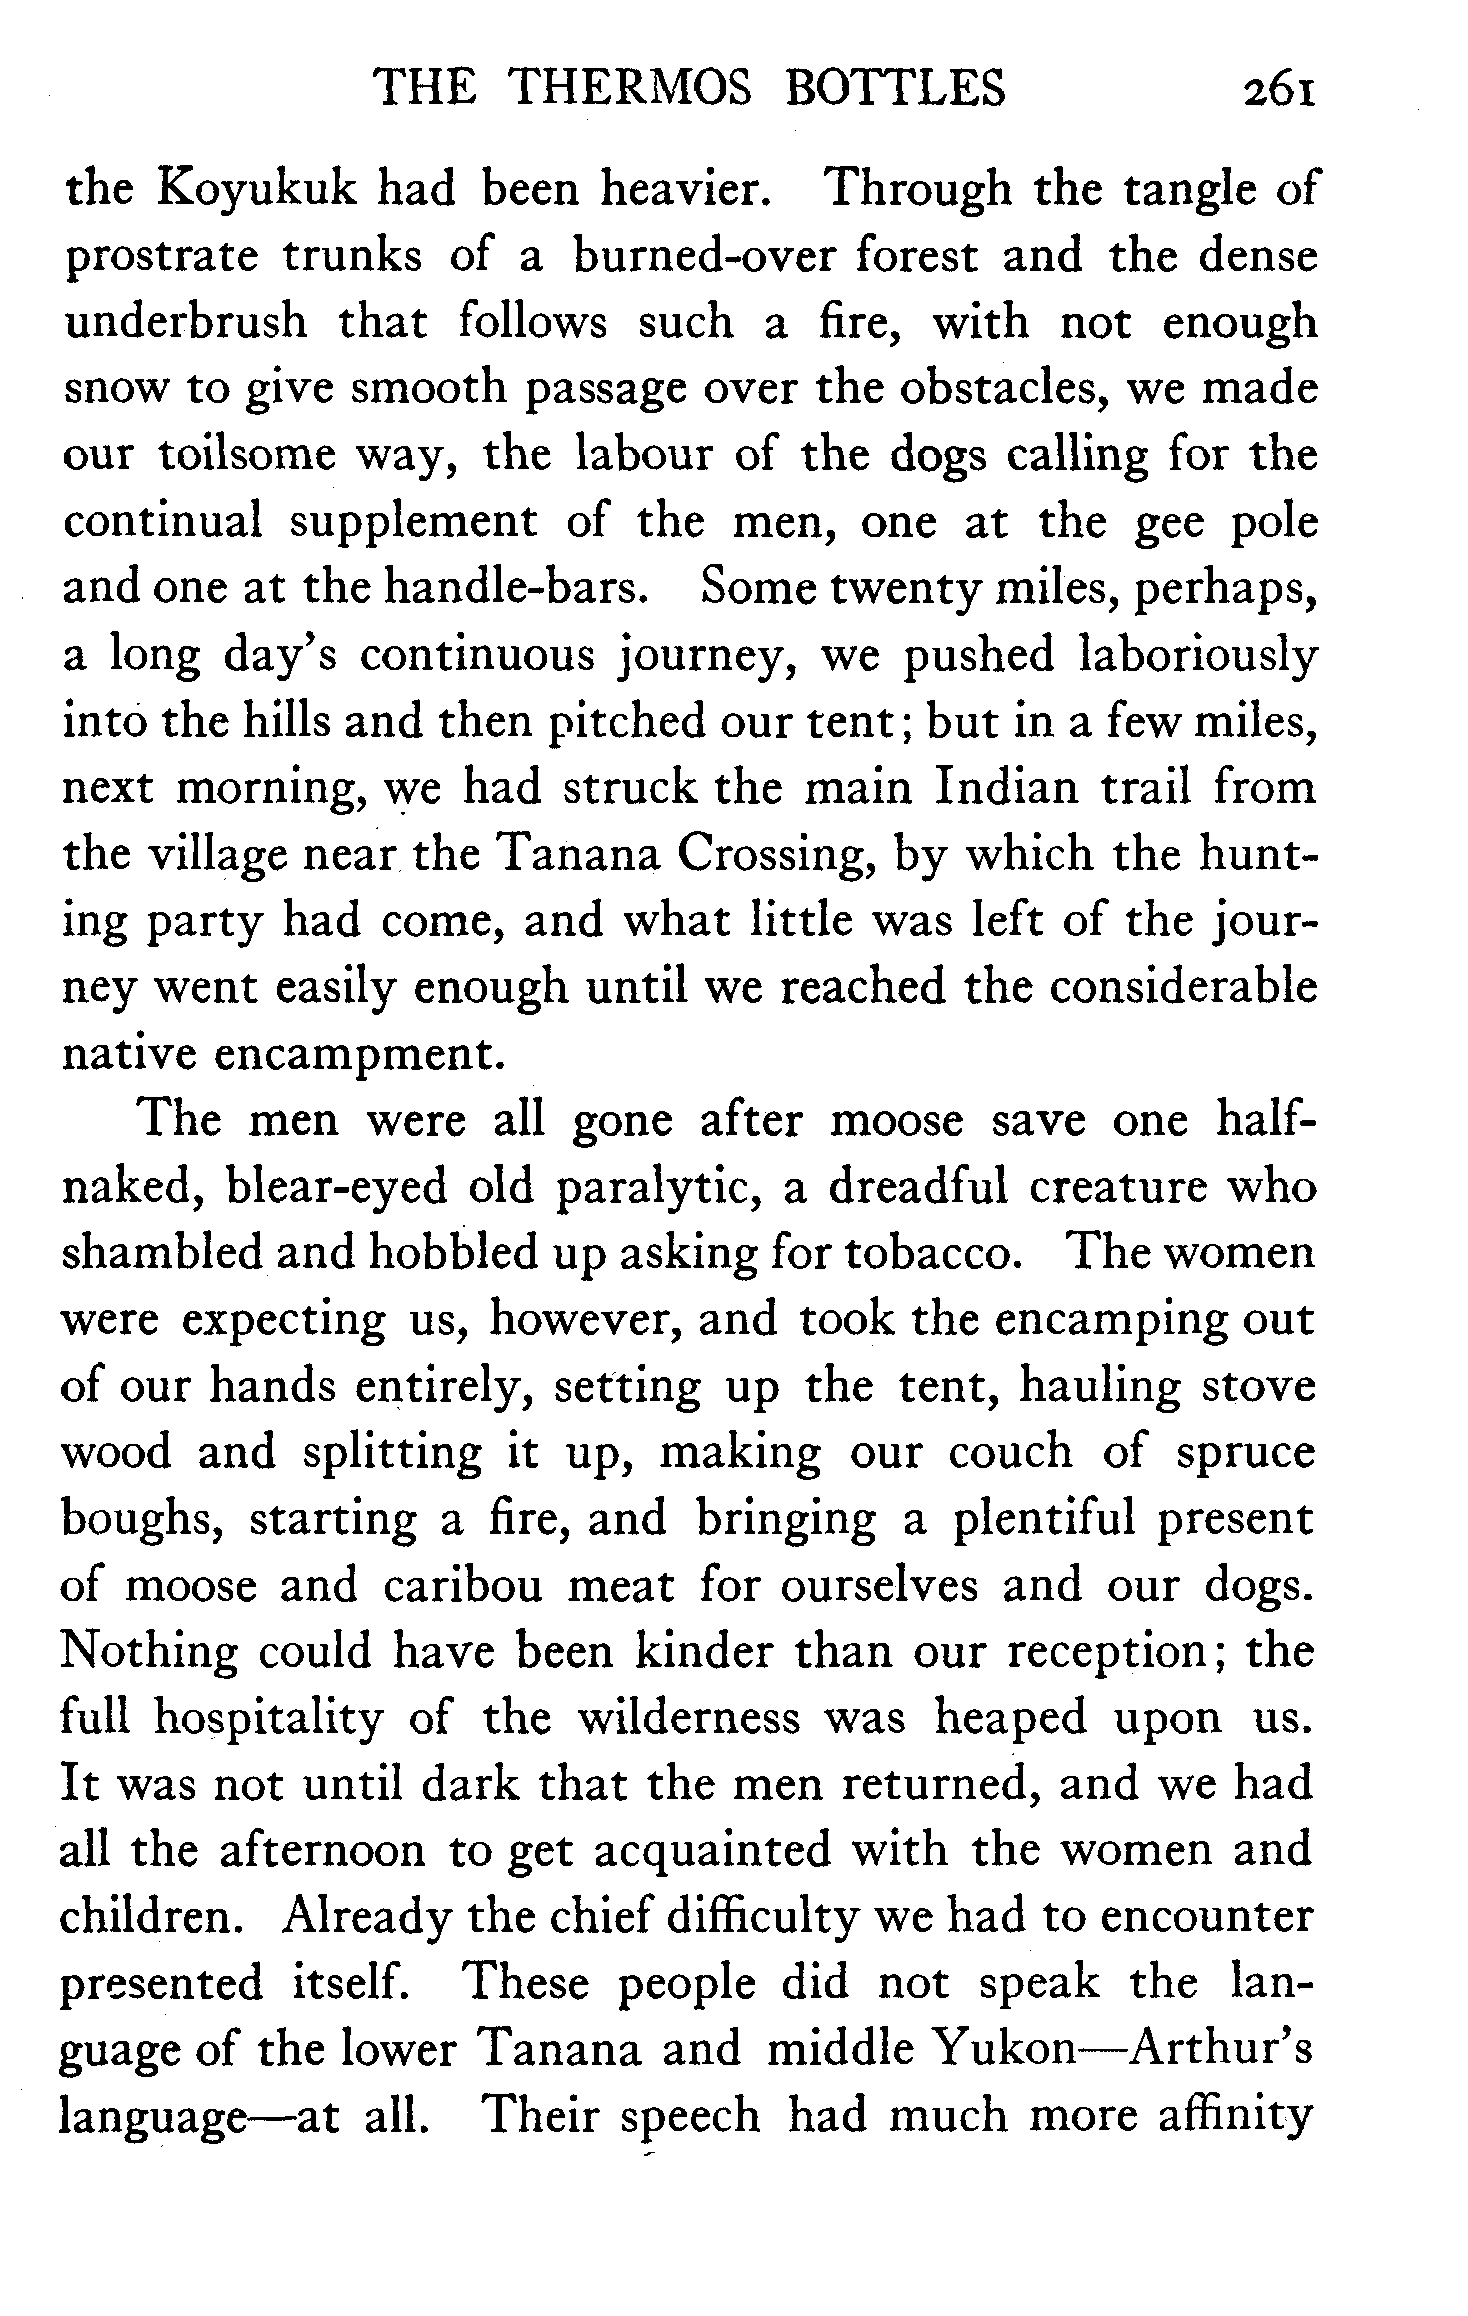 THE THERMOS BOTTLES 261
the Koyukuk had been heavier. Through the tangle of
prostrate trunks of a burned-over forest and the dense
underbrush that follows such a fire, with not enough
snow to give smooth passage over the obstacles, we made
our toilsome way, the labour of the dogs calling for the
continual supplement of the men, one at the gee pole
and one at the handle-bars. Some twenty miles, perhaps,
a long day's continuous journey, we pushed laboriously
into the hills and then pitched our tent; but in a few miles,
next morning, we had struck the main Indian trail from
the village near the Tanana Crossing, by which the hunt-
ing party had come, and what little was left of the jour-
ney went easily enough until we reached the considerable
native encampment.
The men were all gone after moose save one half-
naked, blear-eyed old paralytic, a dreadful creature who
shambled and hobbled up asking for tobacco. The women
were expecting us, however, and took the encamping out
of our hands entirely, setting up the tent, hauling stove
wood and splitting it up, making our couch of spruce
boughs, starting a fire, and bringing a plentiful present
of moose and caribou meat for ourselves and our dogs.
Nothing could have been kinder than our reception; the
full hospitality of the wilderness was heaped upon us.
It was not until dark that the men returned, and we had
all the afternoon to get acquainted with the women and
children. Already the chief difficulty we had to encounter
presented itself. These people did not speak the lan-
guage of the lower Tanana and middle Yukon—Arthur's
language—at all. Their speech had much more affinity